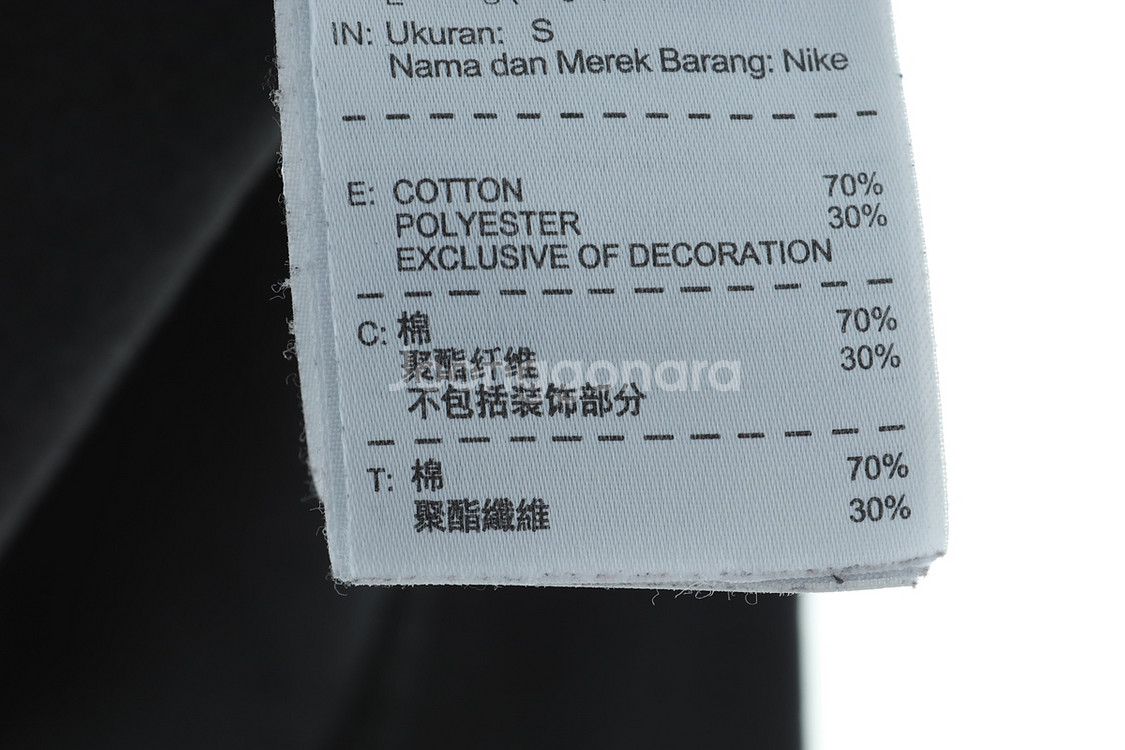 IN: Ukuran: S
Nama dan Merek Barang: Nike
E: COTTON 70%
POLYESTER 30%
EXCLUSIVE OF DECORATION
C: 棉 70%
聚酯纤维 30%
joonggonara
不包括装饰部分
T: 棉 70%
聚酯纖維 30%